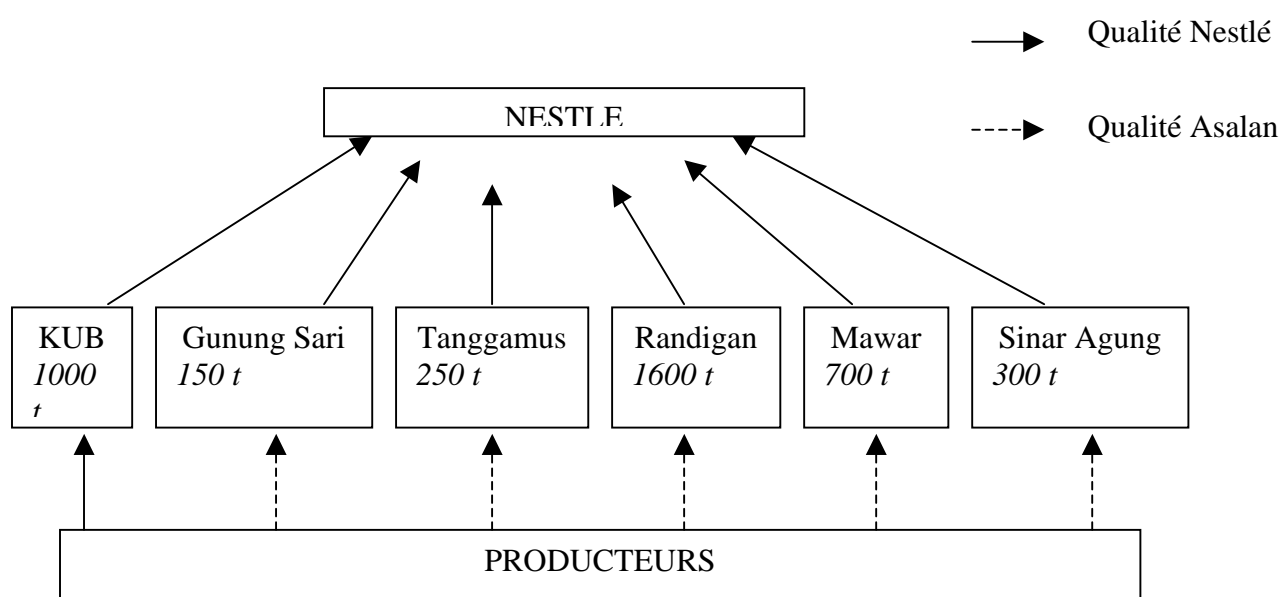 Qualité Nestlé
NESTLE
Qualité Asalan
KUB
1000
t
Gunung Sari
150 t
Tanggamus
250 t
Randigan
1600 t
Mawar
700 t
Sinar Agung
300 t
PRODUCTEURS